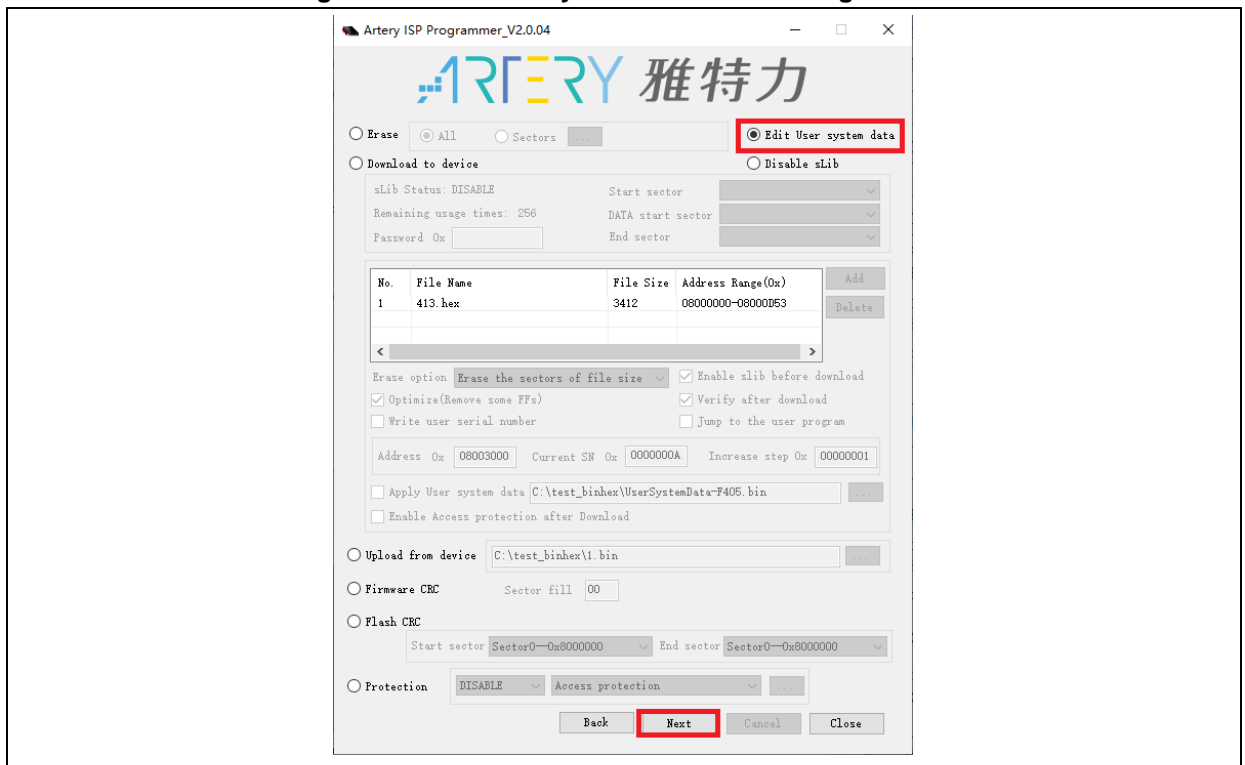 Artery ISP Programmer_V2.0.04
ARTERY 雅特力
Erase All Sectors ... Edit User system data
Download to device Disable sLib
sLib Status: DISABLE Start sector
Remaining usage times: 256 DATA start sector
Password 0x End sector
No. File Name File Size Address Range(0x) Add
1 413.hex 3412 08000000-08000D53 Delete
Erase option Erase the sectors of file size Enable slib before download
Optimize(Remove some FFs) Verify after download
Write user serial number Jump to the user program
Address 0x 08003000 Current SN 0x 0000000A Increase step 0x 00000001
Apply User system data C:\test_binhex\UserSystemData-F405.bin ...
Enable Access protection after Download
Upload from device C:\test_binhex\1.bin ...
Firmware CRC Sector fill 00
Flash CRC
Start sector Sector0—0x8000000 End sector Sector0—0x8000000
Protection DISABLE Access protection ...
Back Next Cancel Close